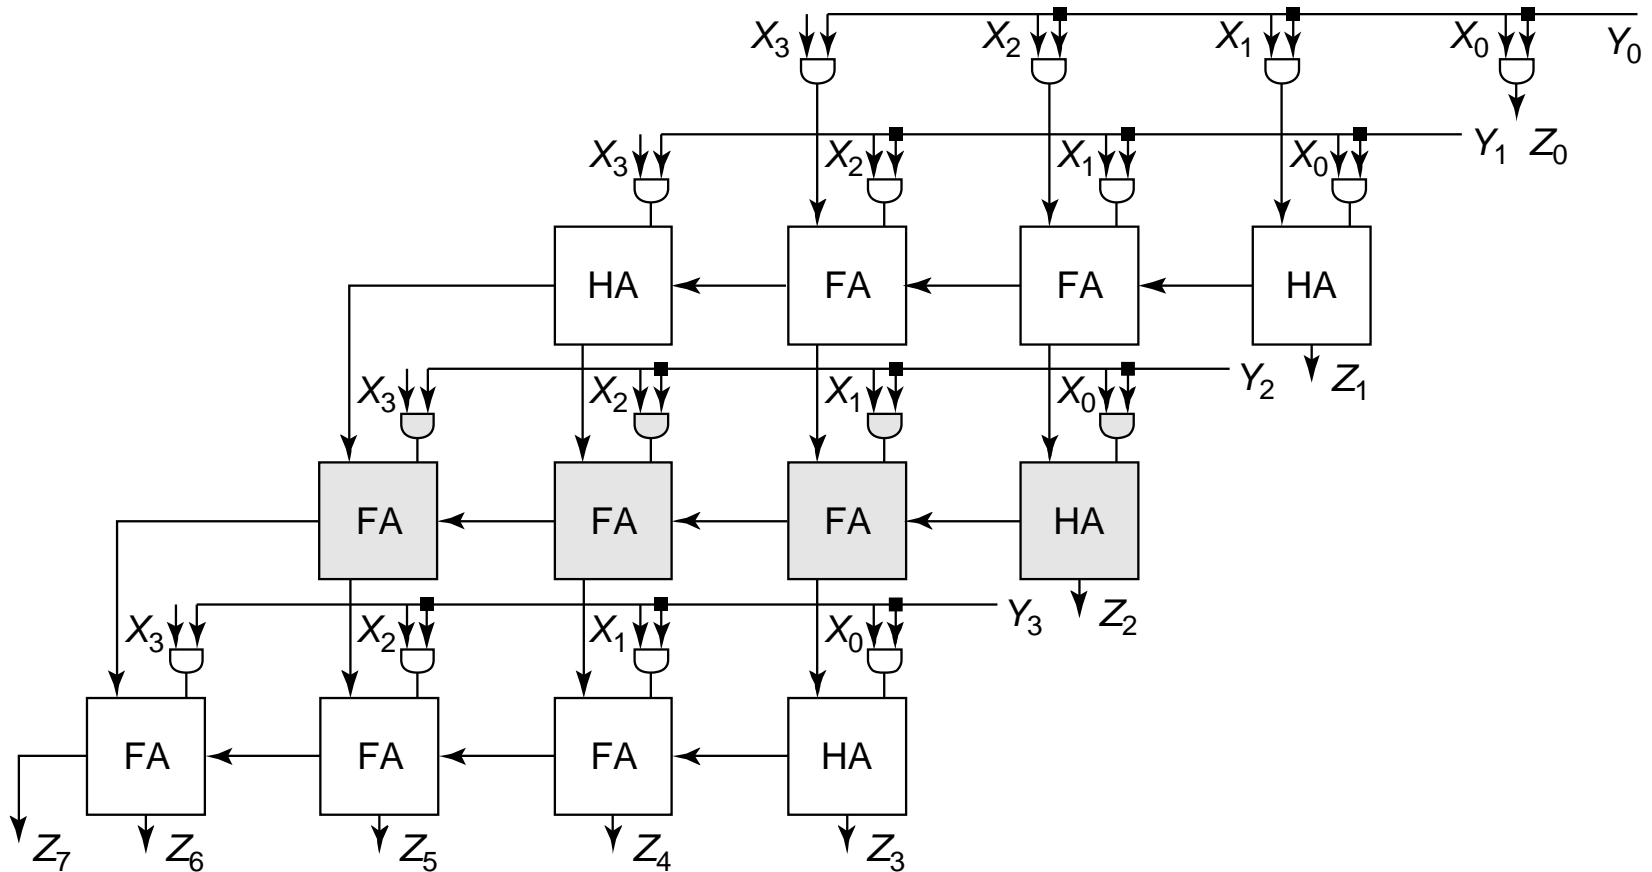 X3 X2 X1 X0 Y0
X3 X2 X1 X0 Y1 Z0
HA FA FA HA
X3 X2 X1 X0 Y2 Z1
FA FA FA HA
X3 X2 X1 X0 Y3 Z2
FA FA FA HA
Z7 Z6 Z5 Z4 Z3